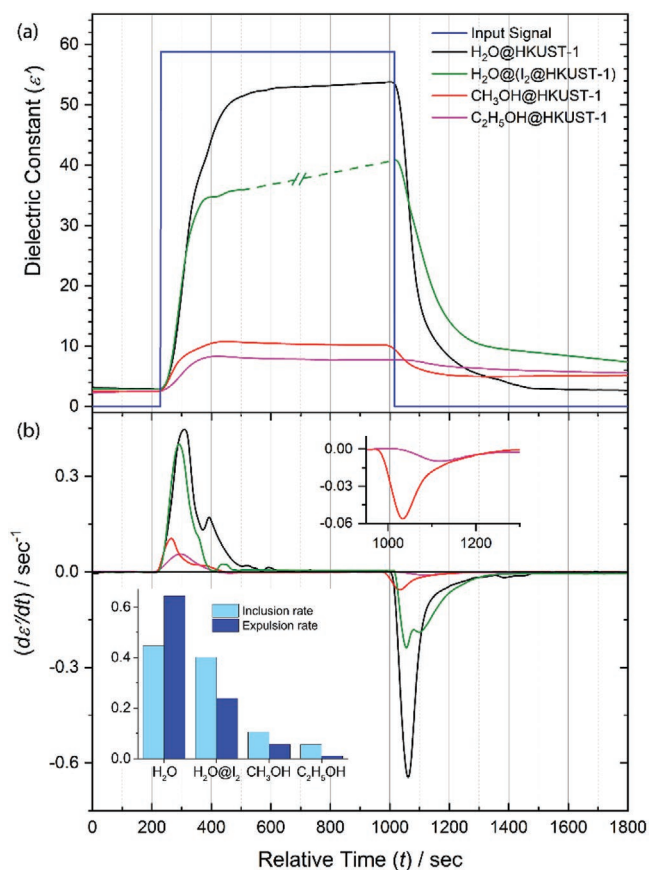 (a)
Input Signal
H₂O@HKUST-1
H₂O@(I₂@HKUST-1)
CH₃OH@HKUST-1
C₂H₅OH@HKUST-1
60
50
40
30
20
10
0
Dielectric Constant (ε′)
(b)
0.3
0.0
-0.3
-0.6
(dε′/dt) / sec⁻¹
0.00
-0.03
-0.06
1000 1200
Inclusion rate
Expulsion rate
0.6
0.4
0.2
0.0
H₂O H₂O@I₂ CH₃OH C₂H₅OH
0 200 400 600 800 1000 1200 1400 1600 1800
Relative Time (t) / sec